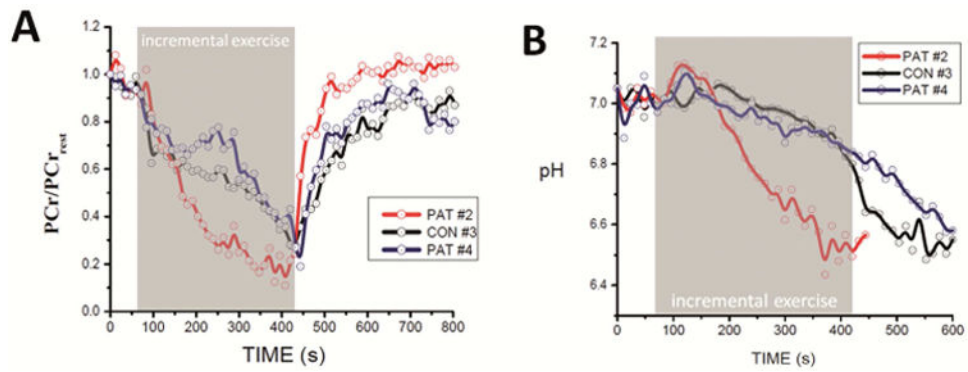 A
1.2
1.0
0.8
0.6
0.4
0.2
0.0
PCr/PCr rest
incremental exercise
PAT #2
CON #3
PAT #4
0 100 200 300 400 500 600 700 800
TIME (s)
B
7.2
7.0
6.8
6.6
6.4
pH
PAT #2
CON #3
PAT #4
incremental exercise
0 100 200 300 400 500 600
TIME (s)